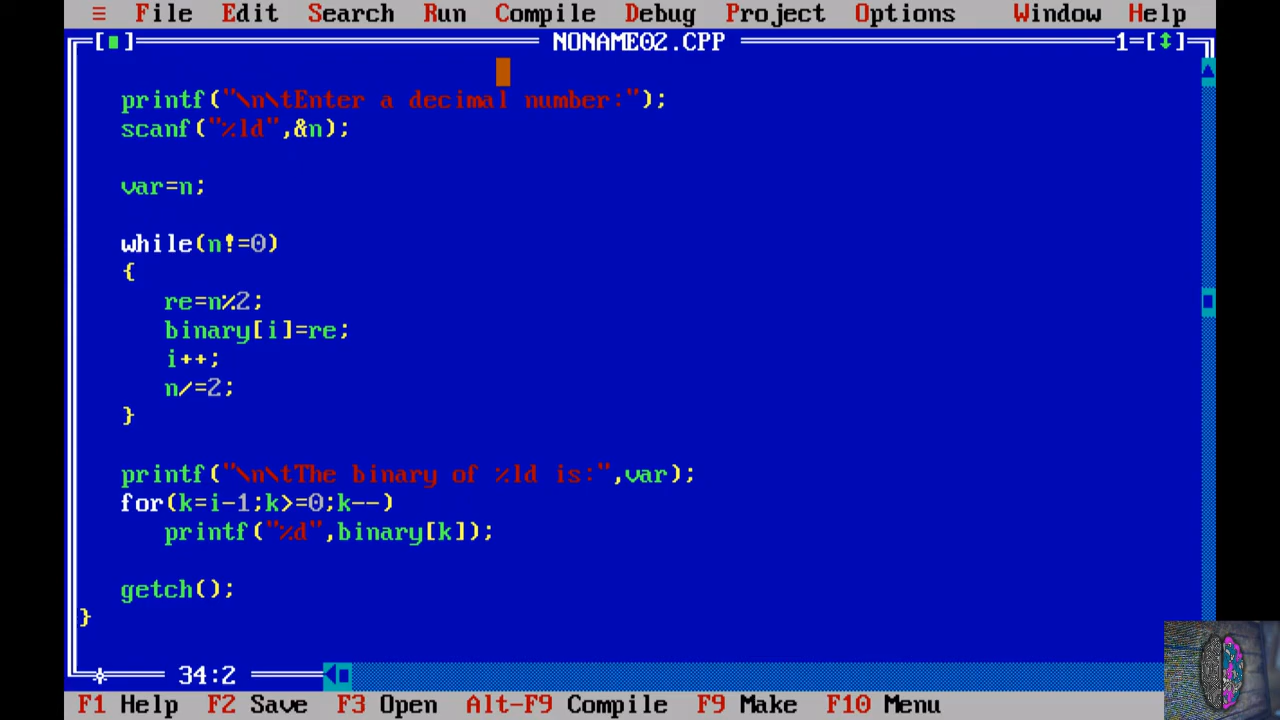 ≡ File Edit Search Run Compile Debug Project Options Window Help
[■] NONAME02.CPP 1=[↕]
printf("\n\tEnter a decimal number:");
scanf("%ld",&n);
var=n;
while(n!=0)
{
re=n%2;
binary[i]=re;
i++;
n/=2;
}
printf("\n\tThe binary of %ld is:",var);
for(k=i-1;k>=0;k--)
printf("%d",binary[k]);
getch();
}
* 34:2
F1 Help F2 Save F3 Open Alt-F9 Compile F9 Make F10 Menu